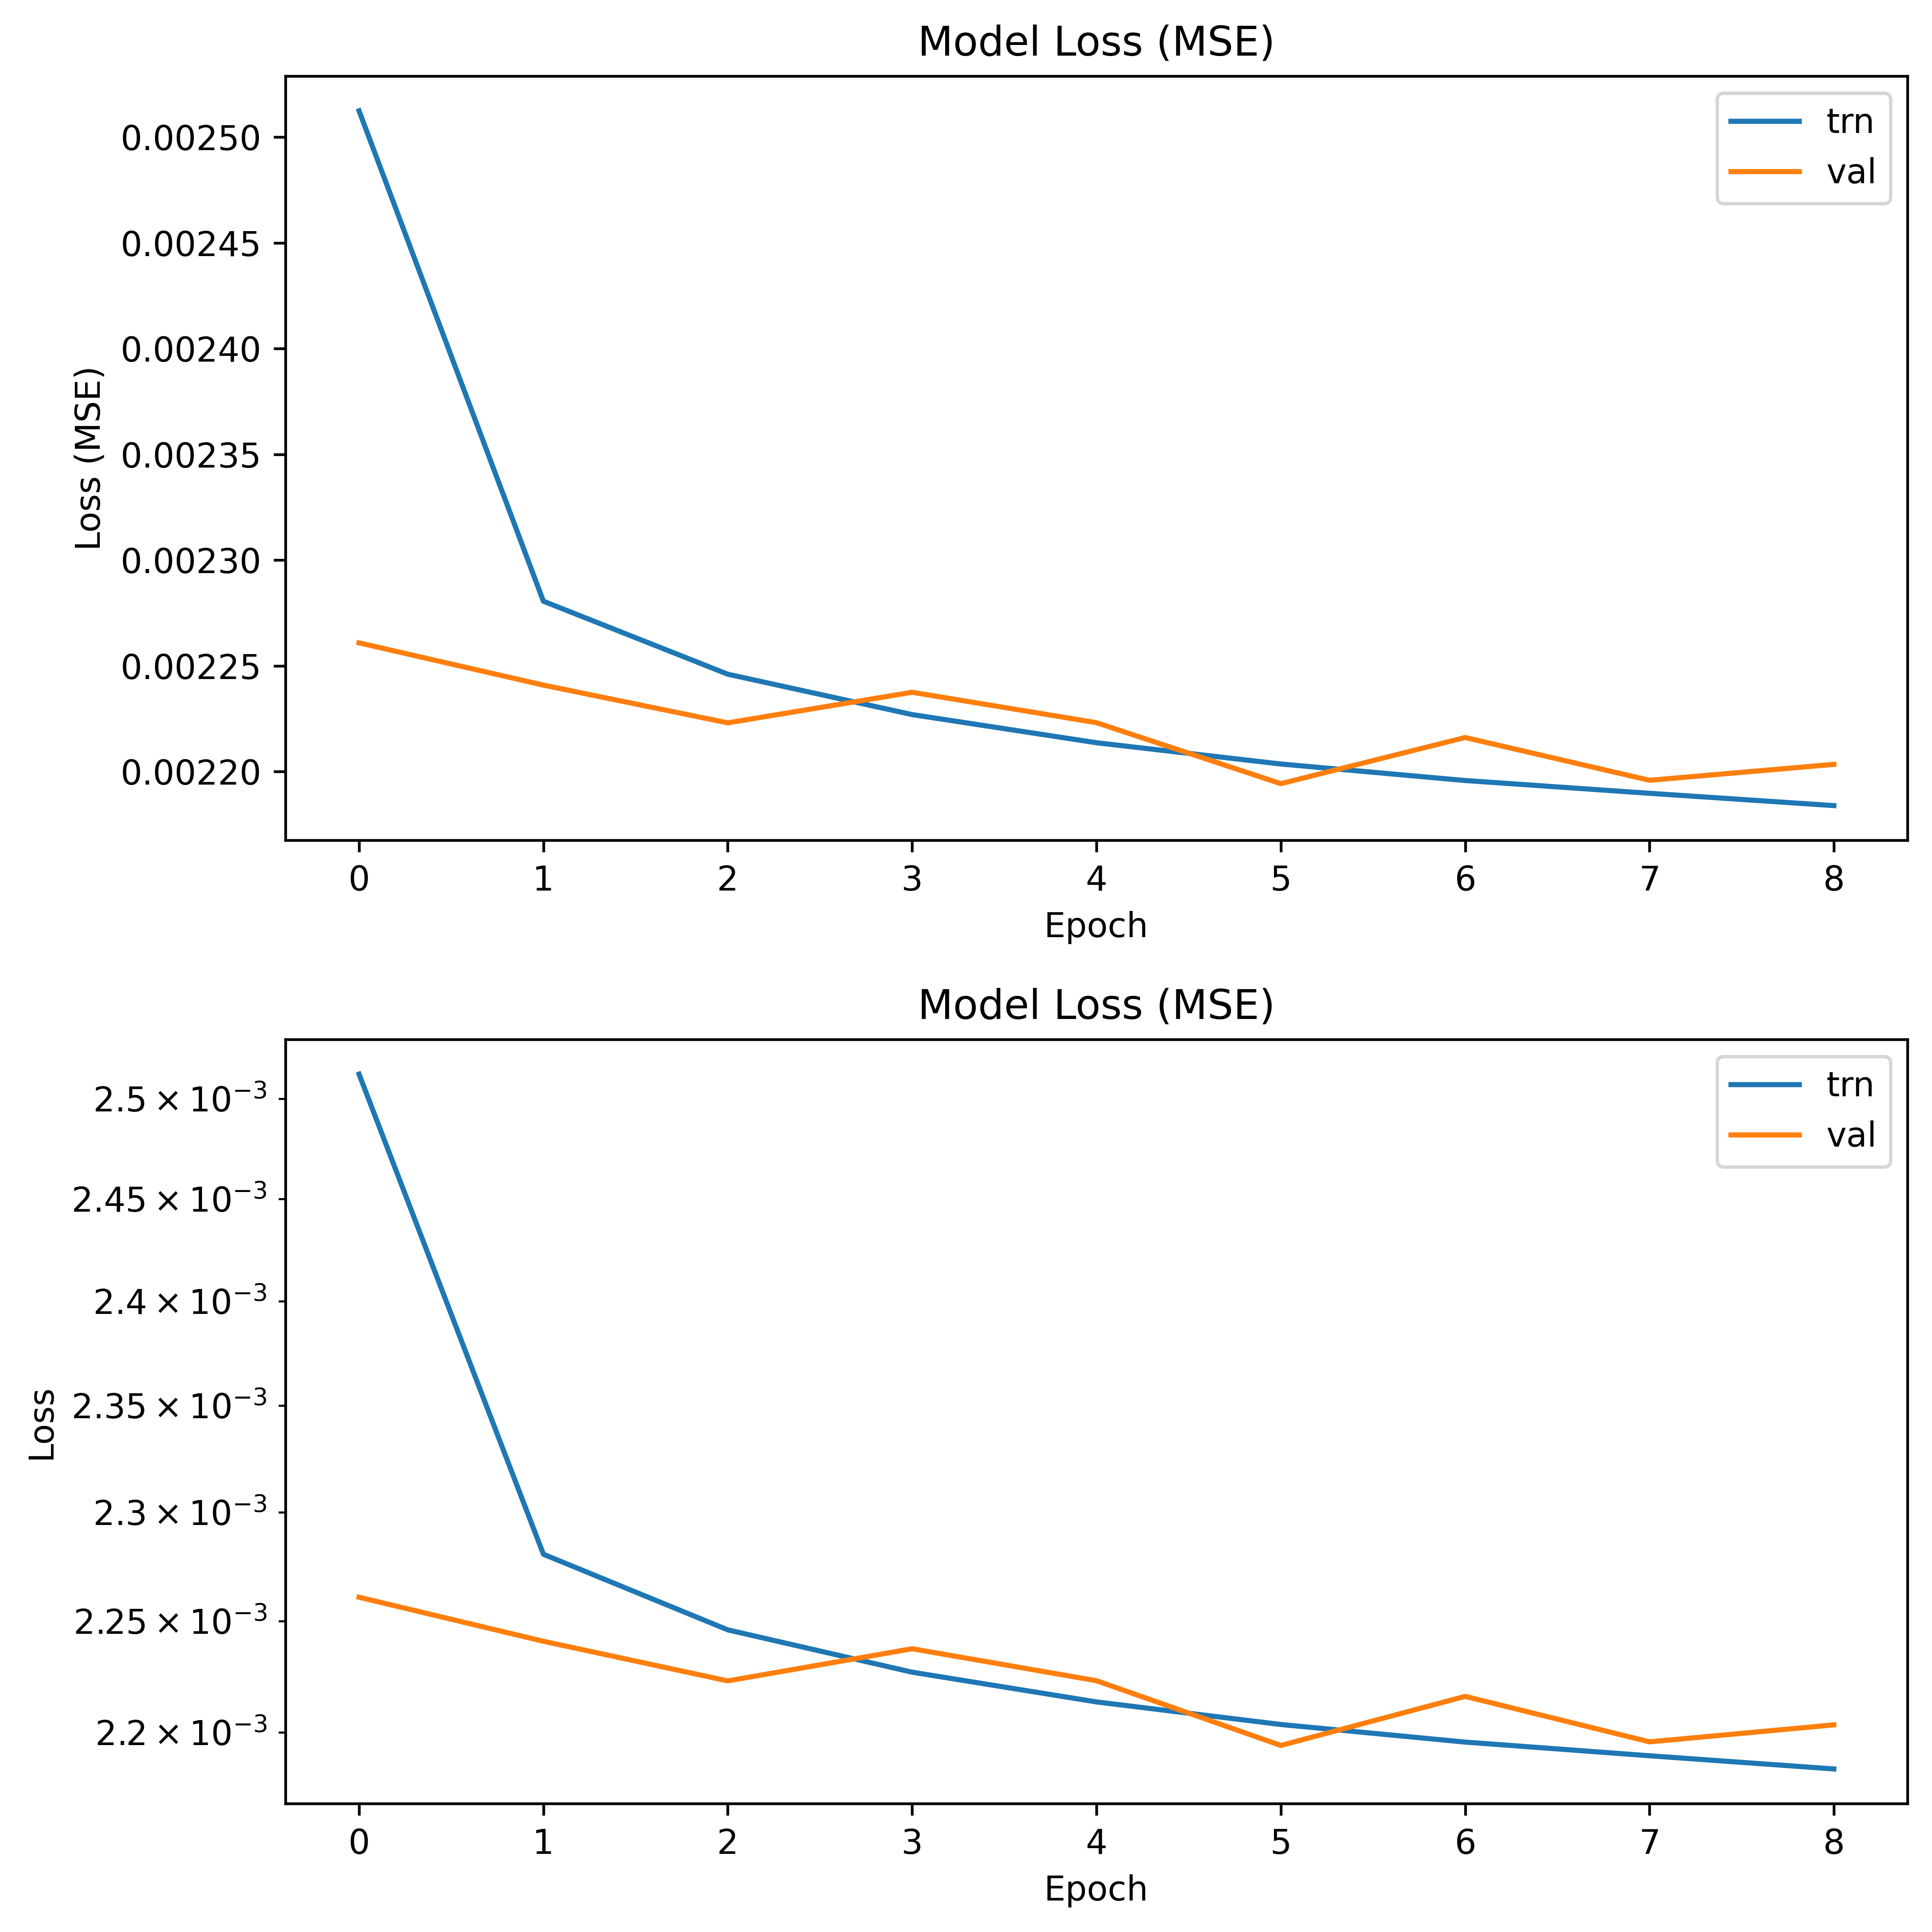 Model Loss (MSE)
trn
val
0.00250
0.00245
0.00240
0.00235
0.00230
0.00225
0.00220
Loss (MSE)
0 1 2 3 4 5 6 7 8
Epoch
Model Loss (MSE)
trn
val
2.5 × 10⁻³
2.45 × 10⁻³
2.4 × 10⁻³
2.35 × 10⁻³
2.3 × 10⁻³
2.25 × 10⁻³
2.2 × 10⁻³
Loss
0 1 2 3 4 5 6 7 8
Epoch